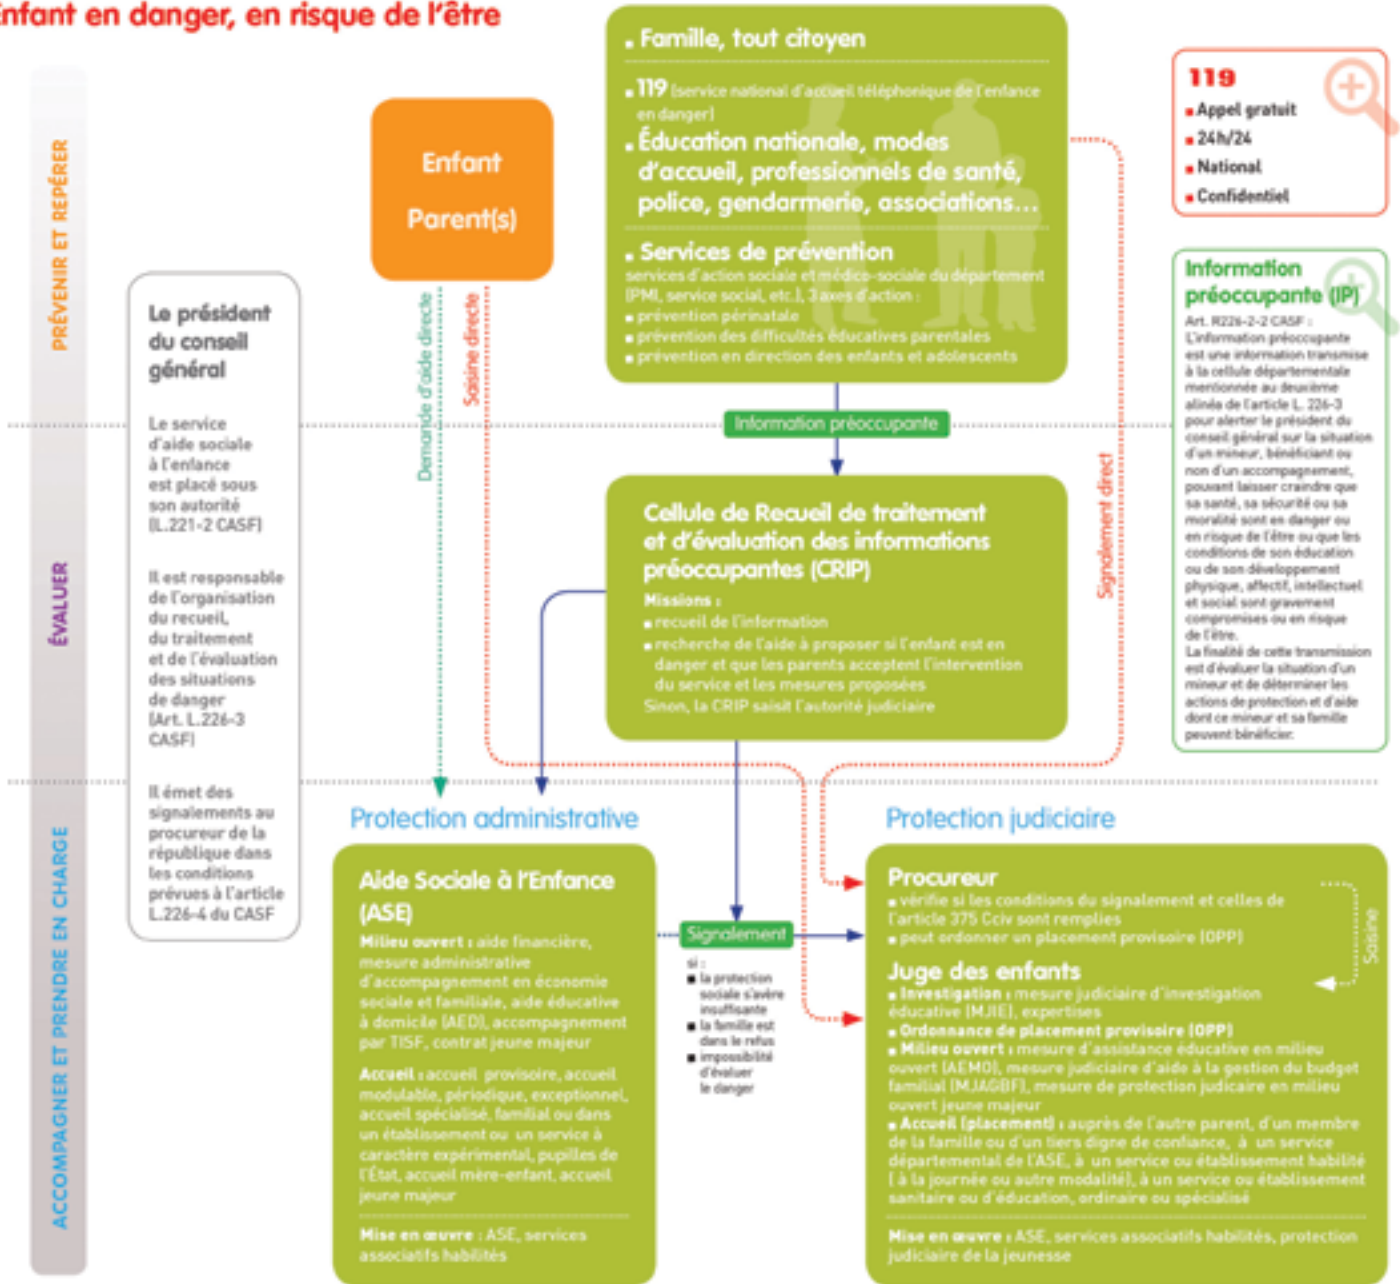 Enfant en danger, en risque de l'être
PRÉVENIR ET REPÉRER
ÉVALUER
ACCOMPAGNER ET PRENDRE EN CHARGE
Le président
du conseil
général
Le service
d'aide sociale
à l'enfance
est placé sous
son autorité
(L.221-2 CASF)
Il est responsable
de l'organisation
du recueil,
du traitement
et de l'évaluation
des situations
de danger
(Art. L.226-3
CASF)
Il émet des
signalements au
procureur de la
république dans
les conditions
prévues à l'article
L.226-4 du CASF
Enfant
Parent(s)
Demande d'aide directe
Saisine directe
Famille, tout citoyen
119 (service national d'accueil téléphonique de l'enfance
en danger)
Éducation nationale, modes
d'accueil, professionnels de santé,
police, gendarmerie, associations...
Services de prévention
services d'action sociale et médico-sociale du département
(PMI, service social, etc.), 3 axes d'action :
prévention périnatale
prévention des difficultés éducatives parentales
prévention en direction des enfants et adolescents
Information préoccupante
Signalement direct
Cellule de Recueil de traitement
et d'évaluation des informations
préoccupantes (CRIP)
Missions :
recueil de l'information
recherche de l'aide à proposer si l'enfant est en
danger et que les parents acceptent l'intervention
du service et les mesures proposées
Sinon, la CRIP saisit l'autorité judiciaire
119
Appel gratuit
24h/24
National
Confidentiel
Information
préoccupante (IP)
Art. R226-2-2 CASF :
L'information préoccupante
est une information transmise
à la cellule départementale
mentionnée au deuxième
alinéa de l'article L. 226-3
pour alerter le président du
conseil général sur la situation
d'un mineur, bénéficiant ou
non d'un accompagnement,
pouvant laisser craindre que
sa santé, sa sécurité ou sa
moralité sont en danger ou
en risque de l'être ou que les
conditions de son éducation
ou de son développement
physique, affectif, intellectuel
et social sont gravement
compromises ou en risque
de l'être.
La finalité de cette transmission
est d'évaluer la situation d'un
mineur et de déterminer les
actions de protection et d'aide
dont ce mineur et sa famille
peuvent bénéficier.
Protection administrative
Aide Sociale à l'Enfance
(ASE)
Milieu ouvert : aide financière,
mesure administrative
d'accompagnement en économie
sociale et familiale, aide éducative
à domicile (AED), accompagnement
par TISF, contrat jeune majeur
Accueil : accueil provisoire, accueil
modulable, périodique, exceptionnel,
accueil spécialisé, familial ou dans
un établissement ou un service à
caractère expérimental, pupilles de
l'État, accueil mère-enfant, accueil
jeune majeur
Mise en œuvre : ASE, services
associatifs habilités
Signalement
si :
la protection
sociale s'avère
insuffisante
la famille est
dans le refus
impossibilité
d'évaluer
le danger
Protection judiciaire
Procureur
vérifie si les conditions du signalement et celles de
l'article 375 Cciv sont remplies
peut ordonner un placement provisoire (OPP)
Saisine
Juge des enfants
Investigation : mesure judiciaire d'investigation
éducative (MJIE), expertises
Ordonnance de placement provisoire (OPP)
Milieu ouvert : mesure d'assistance éducative en milieu
ouvert (AEMO), mesure judiciaire d'aide à la gestion du budget
familial (MJAGBF), mesure de protection judicaire en milieu
ouvert jeune majeur
Accueil (placement) : auprès de l'autre parent, d'un membre
de la famille ou d'un tiers digne de confiance, à un service
départemental de l'ASE, à un service ou établissement habilité
( à la journée ou autre modalité), à un service ou établissement
sanitaire ou d'éducation, ordinaire ou spécialisé
Mise en œuvre : ASE, services associatifs habilités, protection
judiciaire de la jeunesse